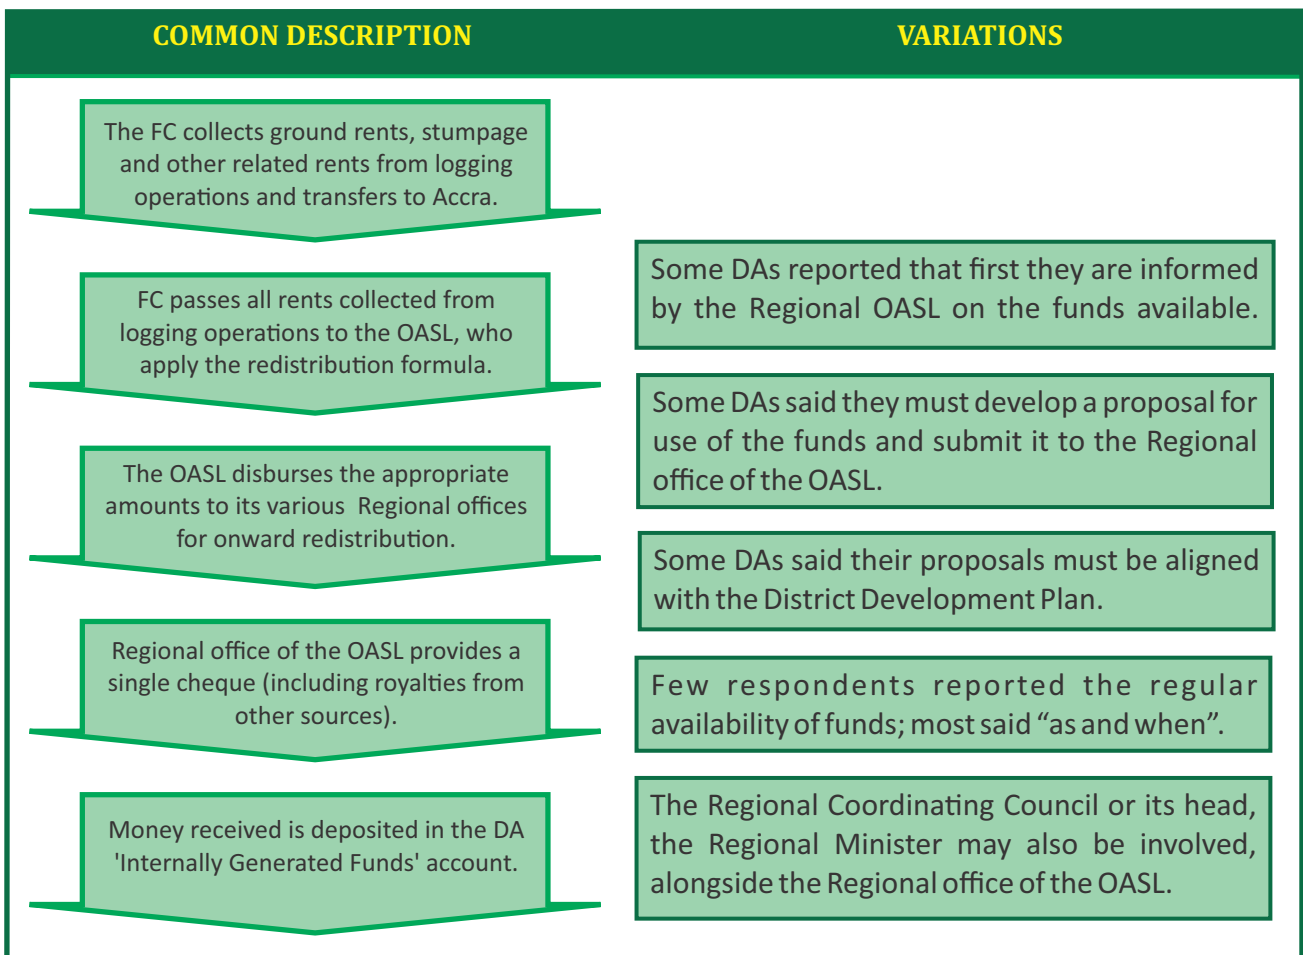 COMMON DESCRIPTION
VARIATIONS
The FC collects ground rents, stumpage
and other related rents from logging
operations and transfers to Accra.
FC passes all rents collected from
logging operations to the OASL, who
apply the redistribution formula.
The OASL disburses the appropriate
amounts to its various Regional offices
for onward redistribution.
Regional office of the OASL provides a
single cheque (including royalties from
other sources).
Money received is deposited in the DA
'Internally Generated Funds' account.
Some DAs reported that first they are informed
by the Regional OASL on the funds available.
Some DAs said they must develop a proposal for
use of the funds and submit it to the Regional
office of the OASL.
Some DAs said their proposals must be aligned
with the District Development Plan.
Few respondents reported the regular
availability of funds; most said “as and when”.
The Regional Coordinating Council or its head,
the Regional Minister may also be involved,
alongside the Regional office of the OASL.